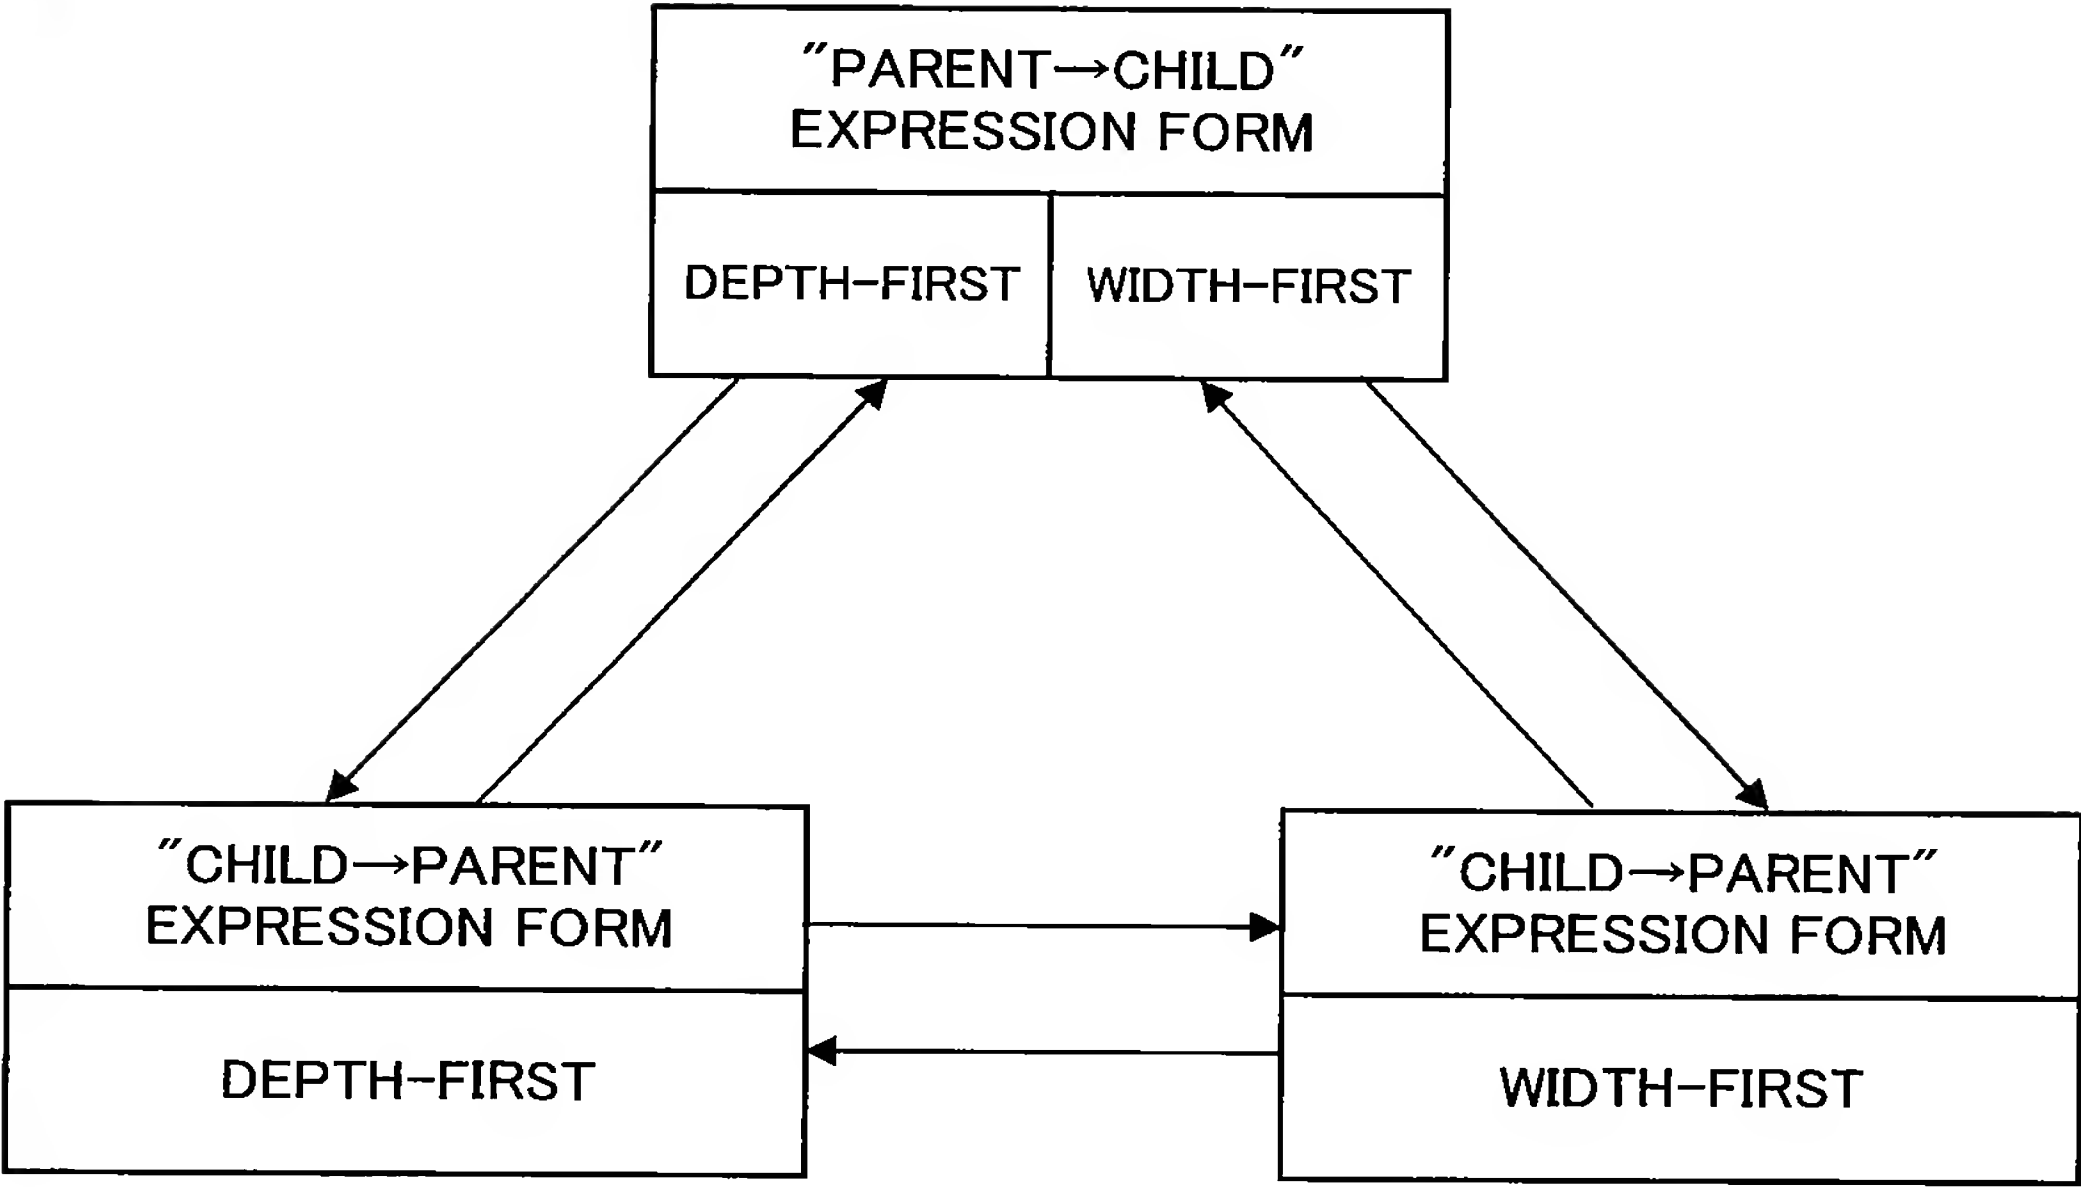 "PARENT→CHILD"
EXPRESSION FORM
DEPTH-FIRST
WIDTH-FIRST
"CHILD→PARENT"
EXPRESSION FORM
DEPTH-FIRST
"CHILD→PARENT"
EXPRESSION FORM
WIDTH-FIRST